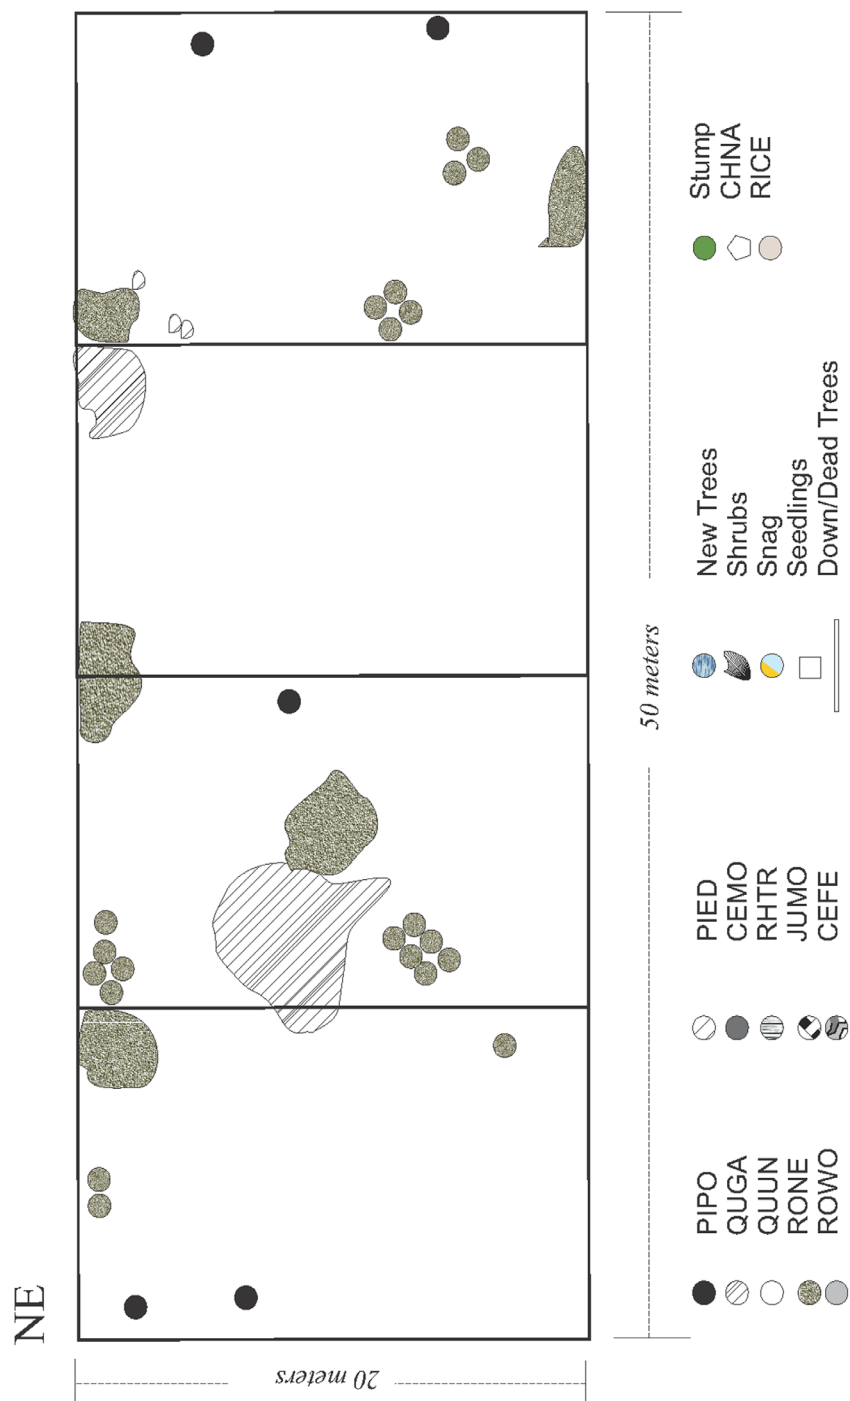 NE
20 meters
50 meters
PIPO
QUGA
QUUN
RONE
ROWO
PIED
CEMO
RHTR
JUMO
CEFE
New Trees
Shrubs
Snag
Seedlings
Down/Dead Trees
Stump
CHNA
RICE